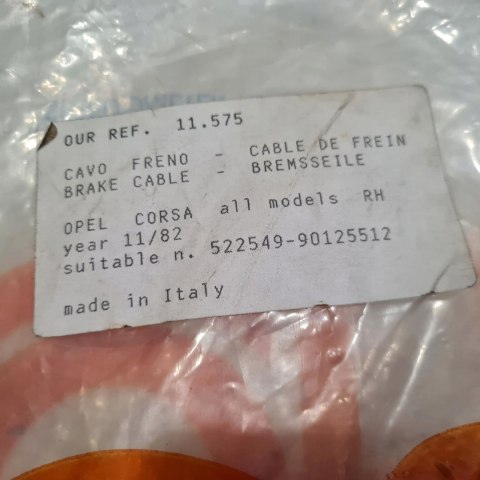 OUR REF. 11.575
CAVO FRENO - CABLE DE FREIN
BRAKE CABLE - BREMSSEILE
OPEL CORSA all models RH
year 11/82
suitable n. 522549-90125512
made in Italy